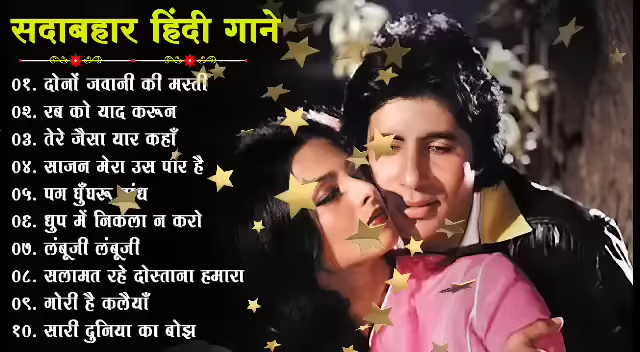 सदाबहार हिंदी गाने
०१. दोनों जवानी की मस्ती
०२. रब को याद करून
०३. तेरे जैसा यार कहाँ
०४. साजन मेरा उस पार है
०५. पग घुँघरू बांध
०६. धुप में निकला न करो
०७. लंबूजी लंबूजी
०८. सलामत रहे दोस्ताना हमारा
०९. गोरी है कलैयाँ
१०. सारी दुनिया का बोझ